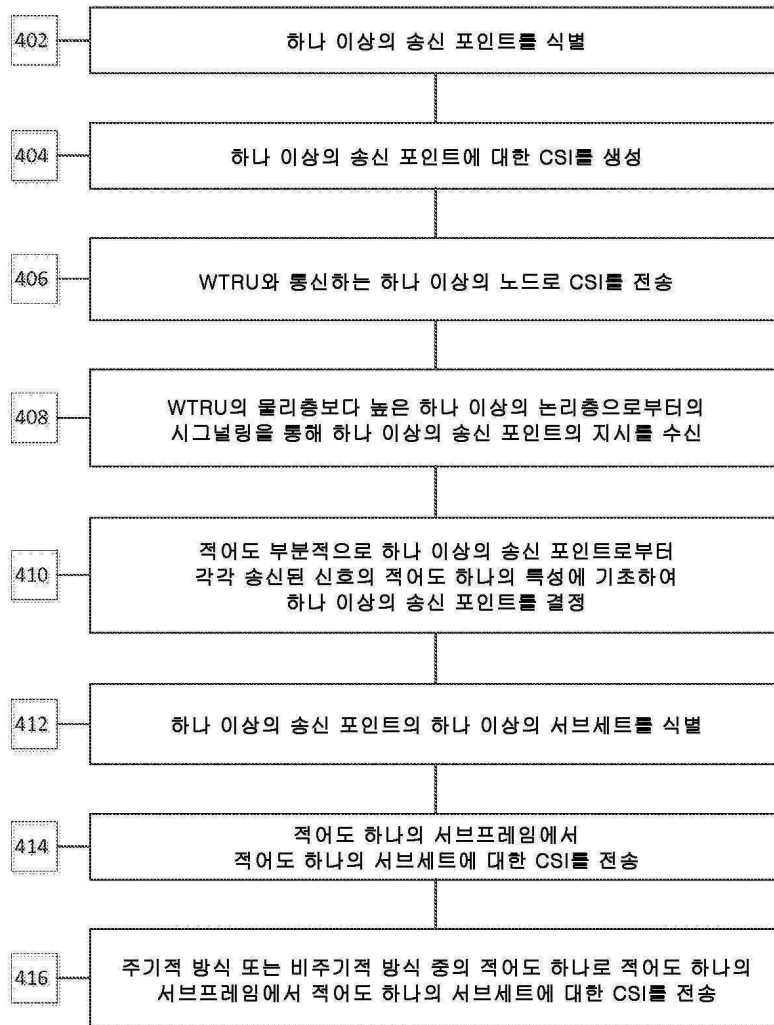 402
하나 이상의 송신 포인트를 식별
404
하나 이상의 송신 포인트에 대한 CSI를 생성
406
WTRU와 통신하는 하나 이상의 노드로 CSI를 전송
408
WTRU의 물리층보다 높은 하나 이상의 논리층으로부터의
시그널링을 통해 하나 이상의 송신 포인트의 지시를 수신
410
적어도 부분적으로 하나 이상의 송신 포인트로부터
각각 송신된 신호의 적어도 하나의 특성에 기초하여
하나 이상의 송신 포인트를 결정
412
하나 이상의 송신 포인트의 하나 이상의 서브세트를 식별
414
적어도 하나의 서브프레임에서
적어도 하나의 서브세트에 대한 CSI를 전송
416
주기적 방식 또는 비주기적 방식 중의 적어도 하나로 적어도 하나의
서브프레임에서 적어도 하나의 서브세트에 대한 CSI를 전송